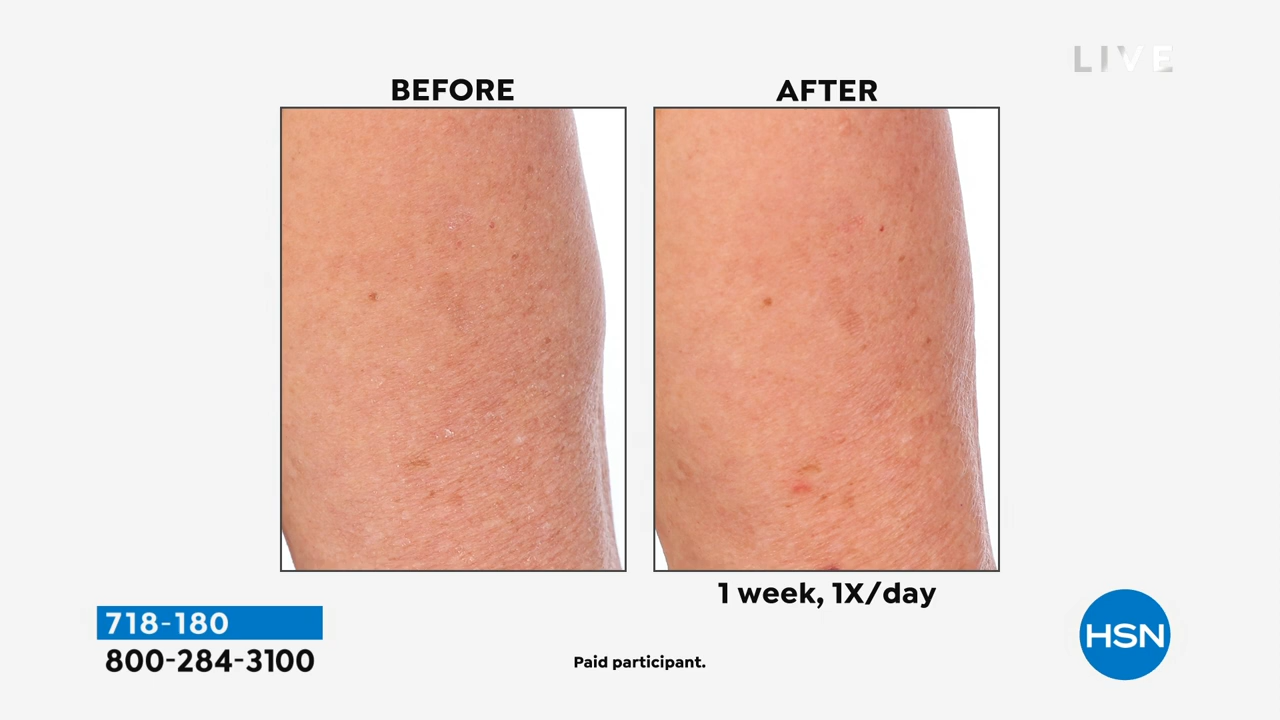 LIVE
BEFORE
AFTER
1 week, 1X/day
718-180
800-284-3100
Paid participant.
HSN